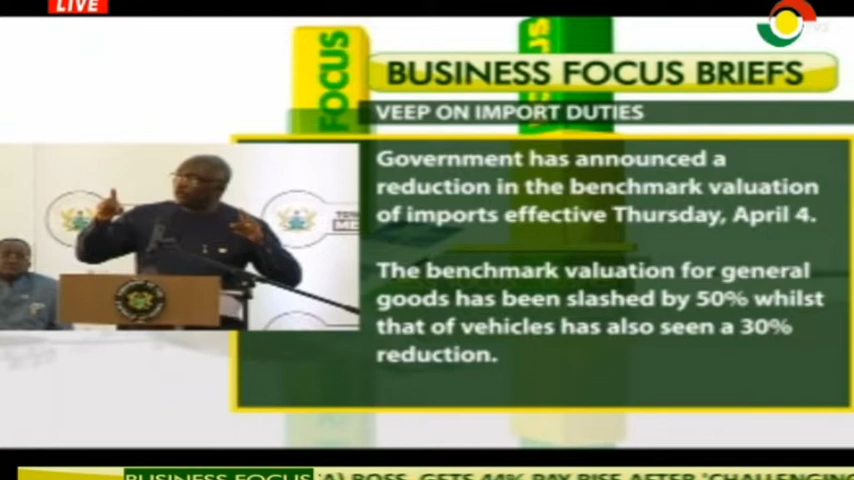 LIVE
FOCUS
BUSINESS FOCUS BRIEFS
VEEP ON IMPORT DUTIES
Government has announced a
reduction in the benchmark valuation
of imports effective Thursday, April 4.
The benchmark valuation for general
goods has been slashed by 50% whilst
that of vehicles has also seen a 30%
reduction.
BUSINESS FOCUS 'A) BOSS, GETS 44% PAY RISE AFTER 'CHALLENGING